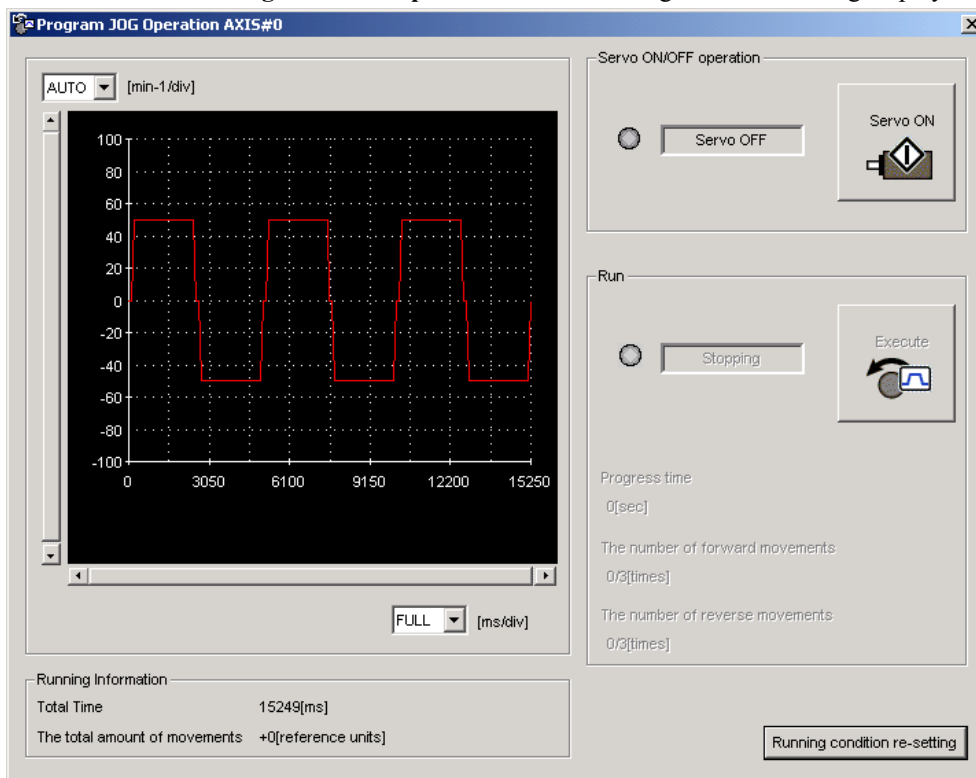 Program JOG Operation AXIS#0
AUTO [min-1/div]
100
80
60
40
20
0
-20
-40
-60
-80
-100
0 3050 6100 9150 12200 15250
FULL [ms/div]
Servo ON/OFF operation
Servo OFF
Servo ON
Run
Stopping
Execute
Progress time
0[sec]
The number of forward movements
0/3[times]
The number of reverse movements
0/3[times]
Running Information
Total Time 15249[ms]
The total amount of movements +0[reference units]
Running condition re-setting